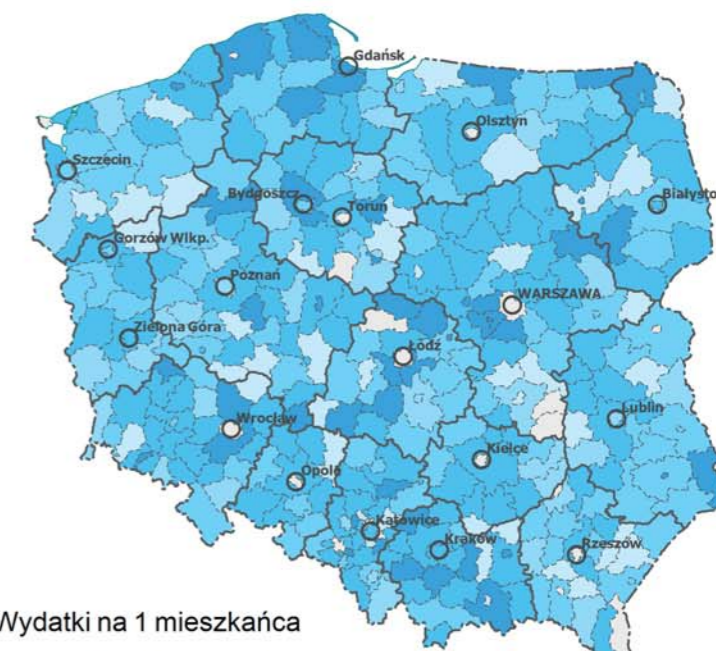 Gdańsk
Olsztyn
Szczecin
Bydgoszcz
Toruń
Białysto
Gorzów Wlkp.
Poznań
WARSZAWA
Zielona Góra
Łódź
Wrocław
Lublin
Kielce
Opole
Katowice
Kraków
Rzeszów
Wydatki na 1 mieszkańca